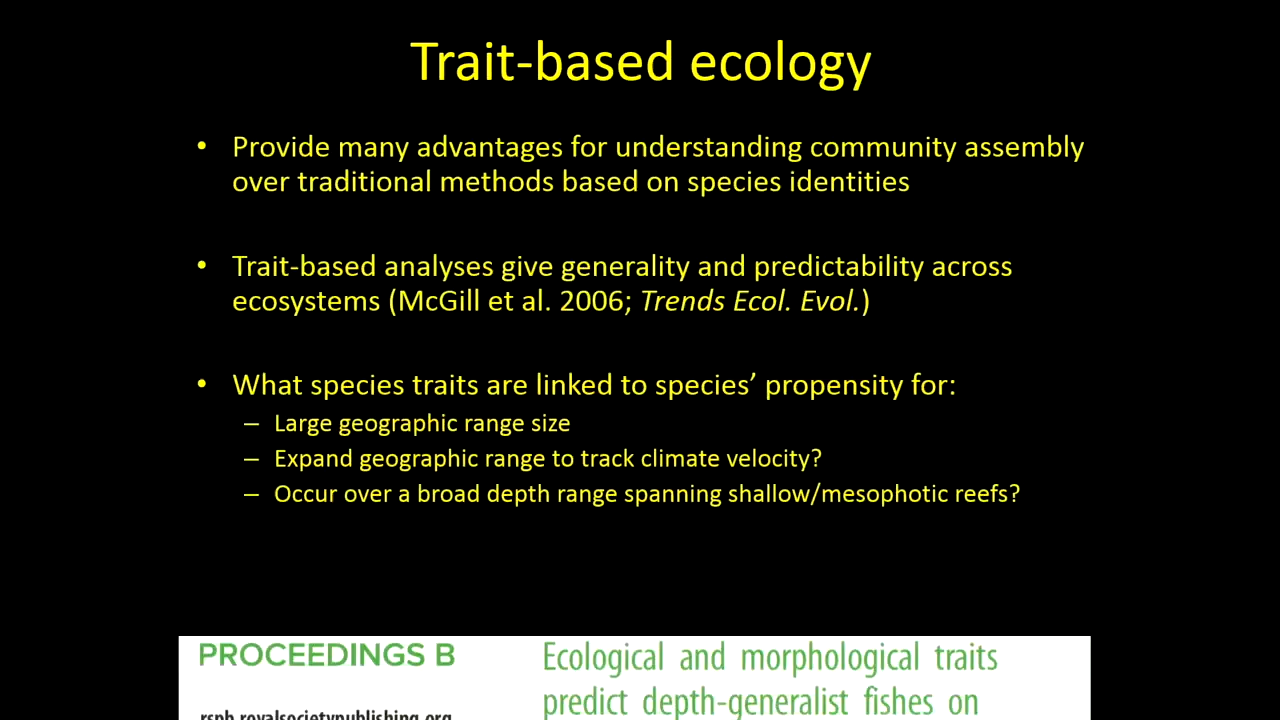 Trait-based ecology
• Provide many advantages for understanding community assembly
over traditional methods based on species identities
• Trait-based analyses give generality and predictability across
ecosystems (McGill et al. 2006; Trends Ecol. Evol.)
• What species traits are linked to species’ propensity for:
– Large geographic range size
– Expand geographic range to track climate velocity?
– Occur over a broad depth range spanning shallow/mesophotic reefs?
PROCEEDINGS B
rspb.royalsocietypublishing.org
Ecological and morphological traits
predict depth-generalist fishes on